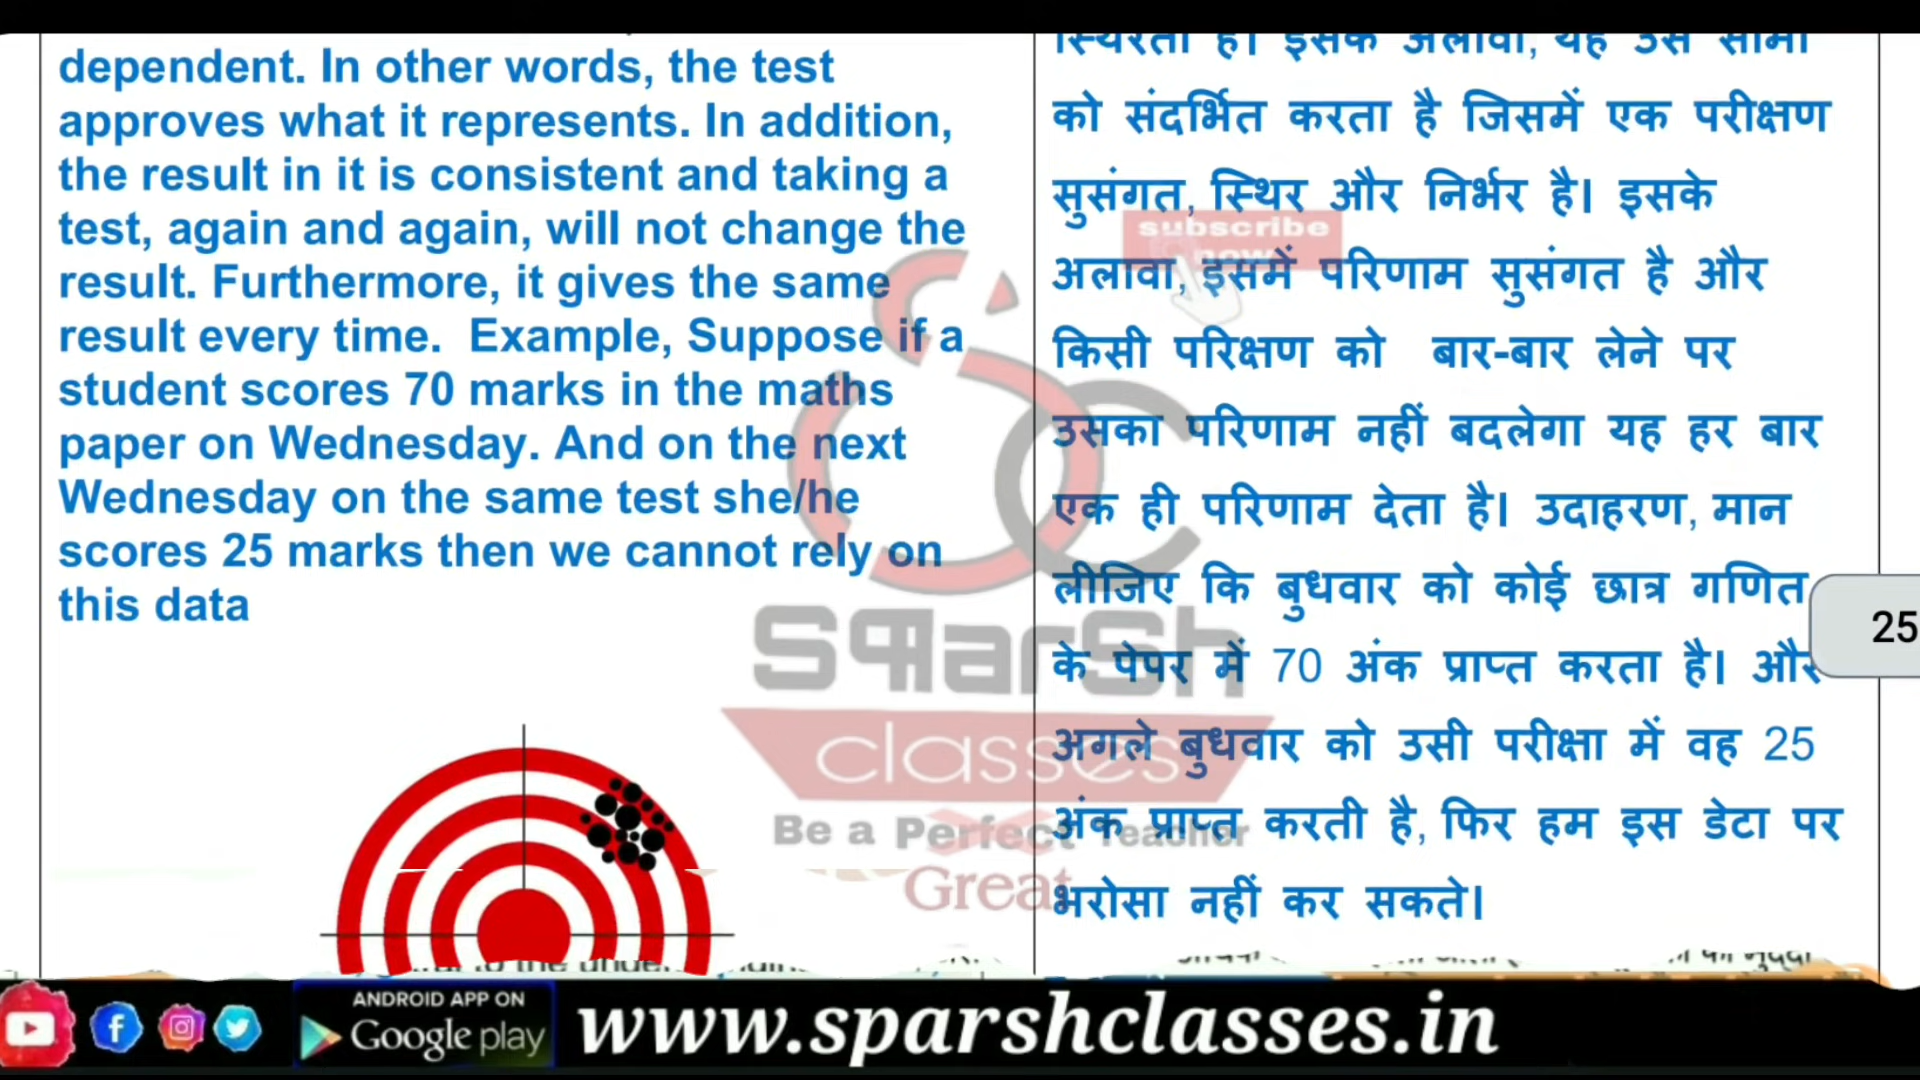 dependent. In other words, the test
approves what it represents. In addition,
the result in it is consistent and taking a
test, again and again, will not change the
result. Furthermore, it gives the same
result every time.  Example, Suppose if a
student scores 70 marks in the maths
paper on Wednesday. And on the next
Wednesday on the same test she/he
scores 25 marks then we cannot rely on
this data
स्थिरता है। इसके अलावा, यह उस सीमा
को संदर्भित करता है जिसमें एक परीक्षण
सुसंगत, स्थिर और निर्भर है। इसके
अलावा, इसमें परिणाम सुसंगत है और
किसी परिक्षण को बार-बार लेने पर
उसका परिणाम नहीं बदलेगा यह हर बार
एक ही परिणाम देता है। उदाहरण, मान
लीजिए कि बुधवार को कोई छात्र गणित
के पेपर में 70 अंक प्राप्त करता है। और
अगले बुधवार को उसी परीक्षा में वह 25
अंक प्राप्त करती है, फिर हम इस डेटा पर
भरोसा नहीं कर सकते।
subscribe
now
25
Sपarsh
classes
Be a Perfect Teacher
Great
ANDROID APP ON
Google play
www.sparshclasses.in